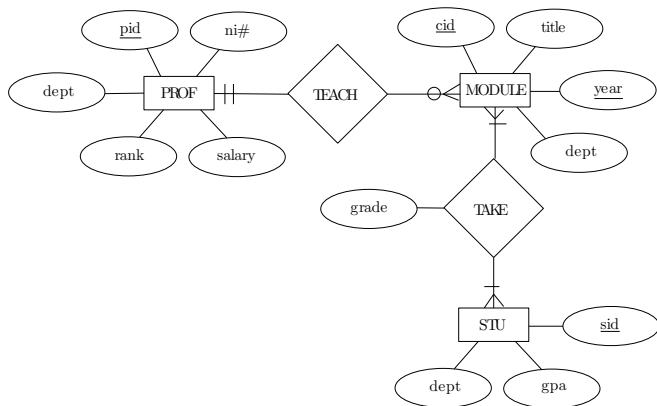 pid
ni#
cid
title
dept
PROF
TEACH
MODULE
year
rank
salary
dept
grade
TAKE
STU
sid
dept
gpa